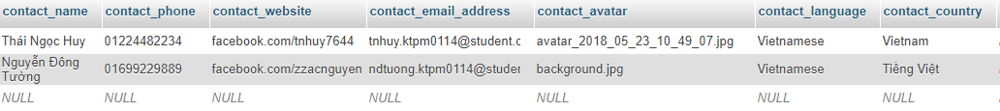 contact_name contact_phone contact_website contact_email_address contact_avatar contact_language contact_country
Thái Ngọc Huy 01224482234 facebook.com/tnhuy7644 tnhuy.ktpm0114@student.c avatar_2018_05_23_10_49_07.jpg Vietnamese Vietnam
Nguyễn Đông
Tường 01699229889 facebook.com/zzacnguyen ndtuong.ktpm0114@studen background.jpg Vietnamese Tiếng Việt
NULL NULL NULL NULL NULL NULL NULL